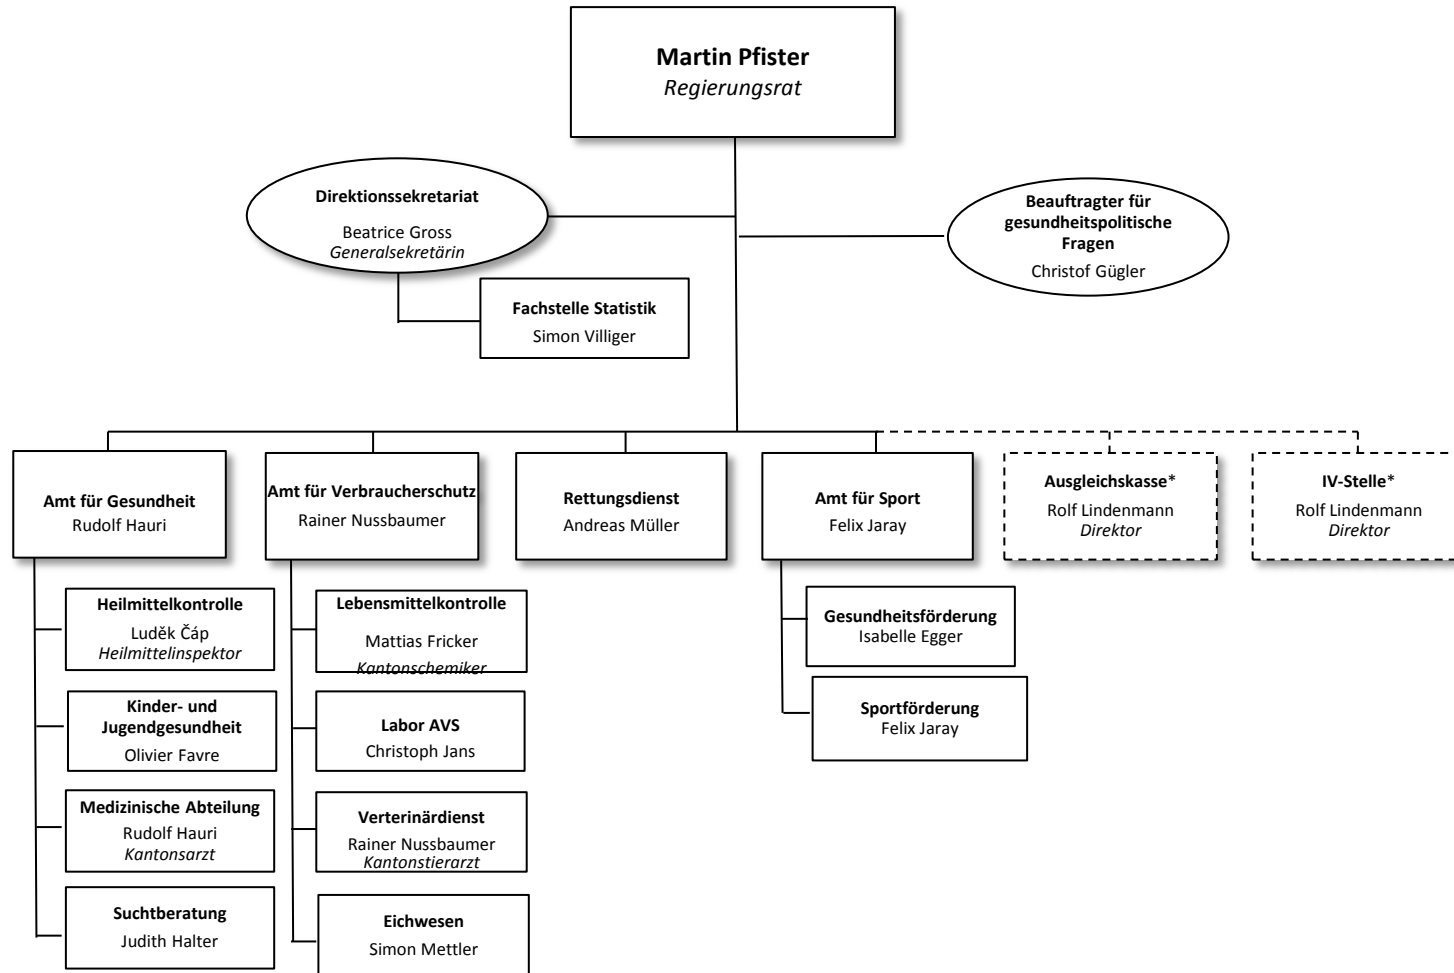 Martin Pfister
Regierungsrat
Direktionssekretariat
Beatrice Gross
Generalsekretärin
Beauftragter für
gesundheitspolitische
Fragen
Christof Gügler
Fachstelle Statistik
Simon Villiger
Amt für Gesundheit
Rudolf Hauri
Amt für Verbraucherschutz
Rainer Nussbaumer
Rettungsdienst
Andreas Müller
Amt für Sport
Felix Jaray
Ausgleichskasse*
Rolf Lindenmann
Direktor
IV-Stelle*
Rolf Lindenmann
Direktor
Heilmittelkontrolle
Luděk Čáp
Heilmittelinspektor
Kinder- und
Jugendgesundheit
Olivier Favre
Medizinische Abteilung
Rudolf Hauri
Kantonsarzt
Suchtberatung
Judith Halter
Lebensmittelkontrolle
Mattias Fricker
Kantonschemiker
Labor AVS
Christoph Jans
Verterinärdienst
Rainer Nussbaumer
Kantonstierarzt
Eichwesen
Simon Mettler
Gesundheitsförderung
Isabelle Egger
Sportförderung
Felix Jaray